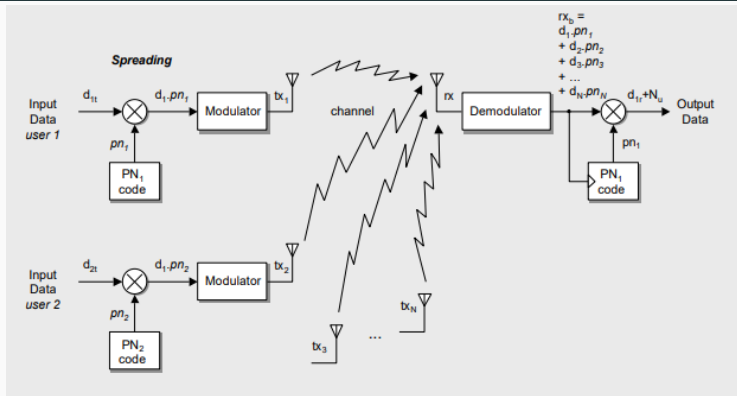 Spreading
Input
Data
user 1
d1t
d1.pn1
pn1
PN1
code
Modulator
tx1
channel
rx
Demodulator
rxb =
d1.pn1
+ d2.pn2
+ d3.pn3
+ ...
+ dN.pnN
d1r+Nu
Output
Data
pn1
PN1
code
Input
Data
user 2
d2t
d1.pn2
pn2
PN2
code
Modulator
tx2
tx3
...
txN